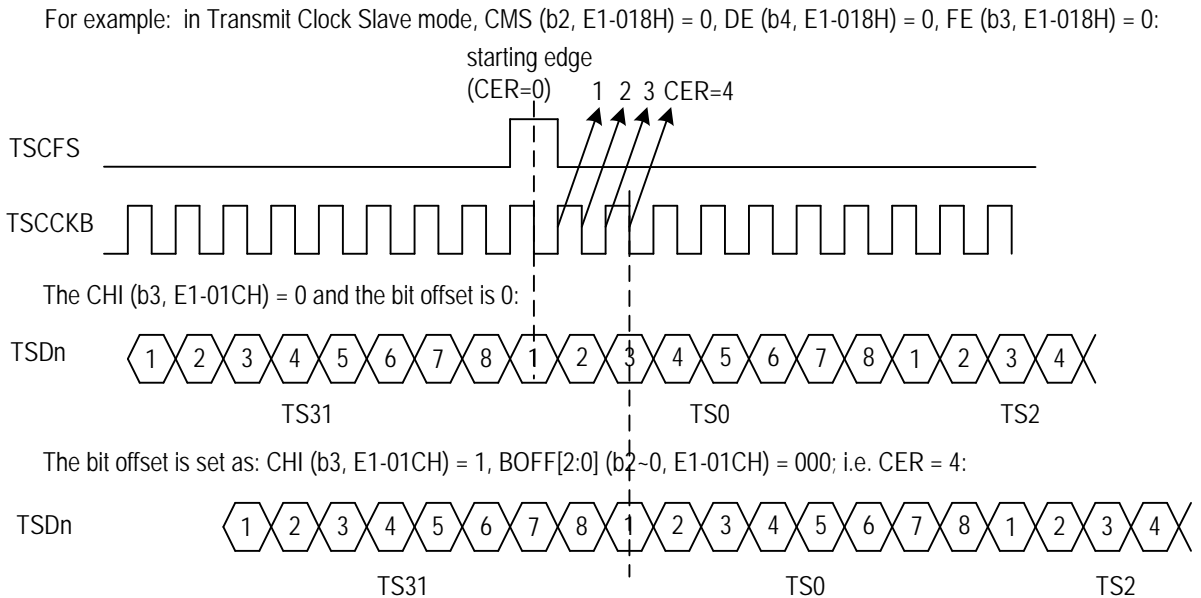 For example: in Transmit Clock Slave mode, CMS (b2, E1-018H) = 0, DE (b4, E1-018H) = 0, FE (b3, E1-018H) = 0:
starting edge
(CER=0) 1 2 3 CER=4
TSCFS
TSCCKB
The CHI (b3, E1-01CH) = 0 and the bit offset is 0:
TSDn 1 2 3 4 5 6 7 8 1 2 3 4 5 6 7 8 1 2 3 4
TS31 TS0 TS2
The bit offset is set as: CHI (b3, E1-01CH) = 1, BOFF[2:0] (b2~0, E1-01CH) = 000; i.e. CER = 4:
TSDn 1 2 3 4 5 6 7 8 1 2 3 4 5 6 7 8 1 2 3 4
TS31 TS0 TS2